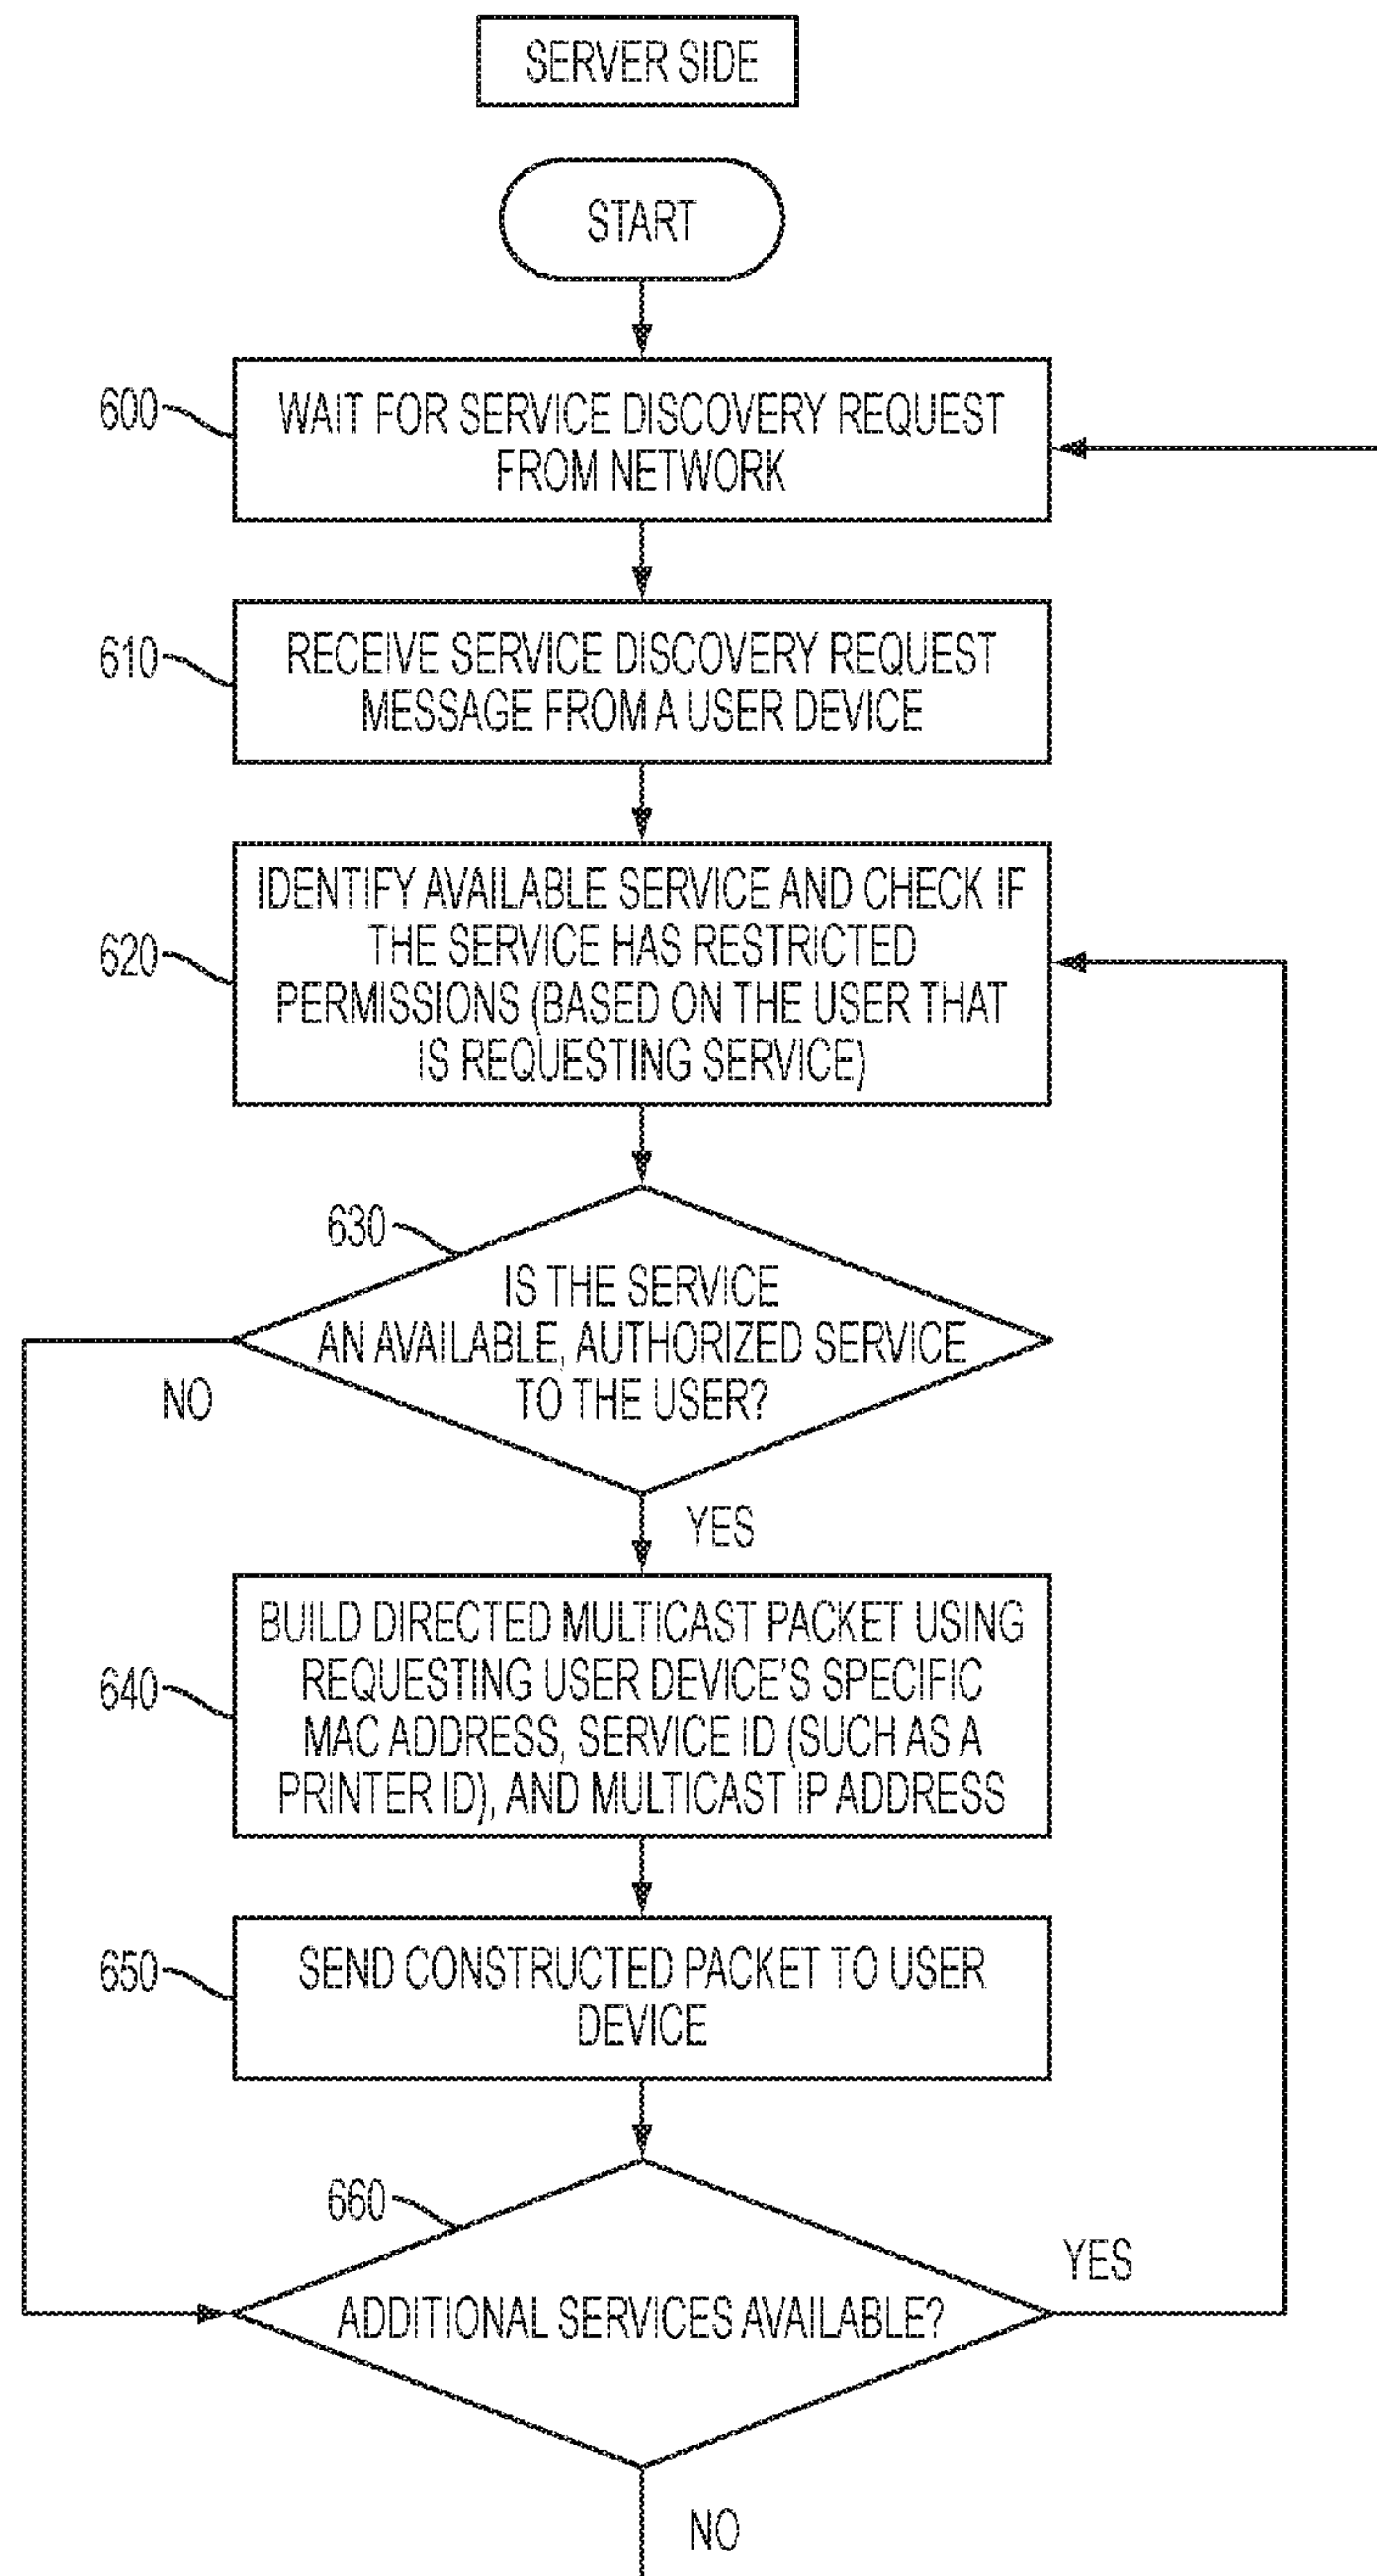 SERVER SIDE
START
600
WAIT FOR SERVICE DISCOVERY REQUEST
FROM NETWORK
610
RECEIVE SERVICE DISCOVERY REQUEST
MESSAGE FROM A USER DEVICE
620
IDENTIFY AVAILABLE SERVICE AND CHECK IF
THE SERVICE HAS RESTRICTED
PERMISSIONS (BASED ON THE USER THAT
IS REQUESTING SERVICE)
630
IS THE SERVICE
AN AVAILABLE, AUTHORIZED SERVICE
TO THE USER?
NO
YES
640
BUILD DIRECTED MULTICAST PACKET USING
REQUESTING USER DEVICE'S SPECIFIC
MAC ADDRESS, SERVICE ID (SUCH AS A
PRINTER ID), AND MULTICAST IP ADDRESS
650
SEND CONSTRUCTED PACKET TO USER
DEVICE
660
ADDITIONAL SERVICES AVAILABLE?
YES
NO